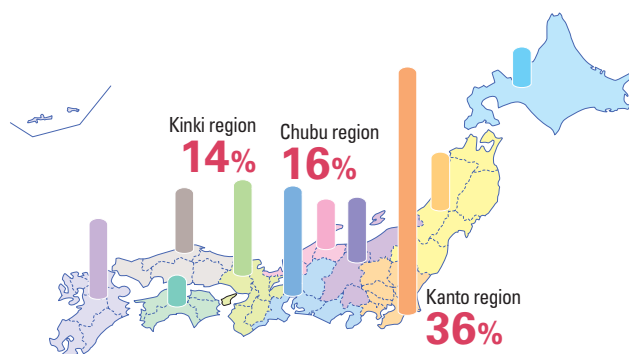 Kinki region
14%
Chubu region
16%
Kanto region
36%